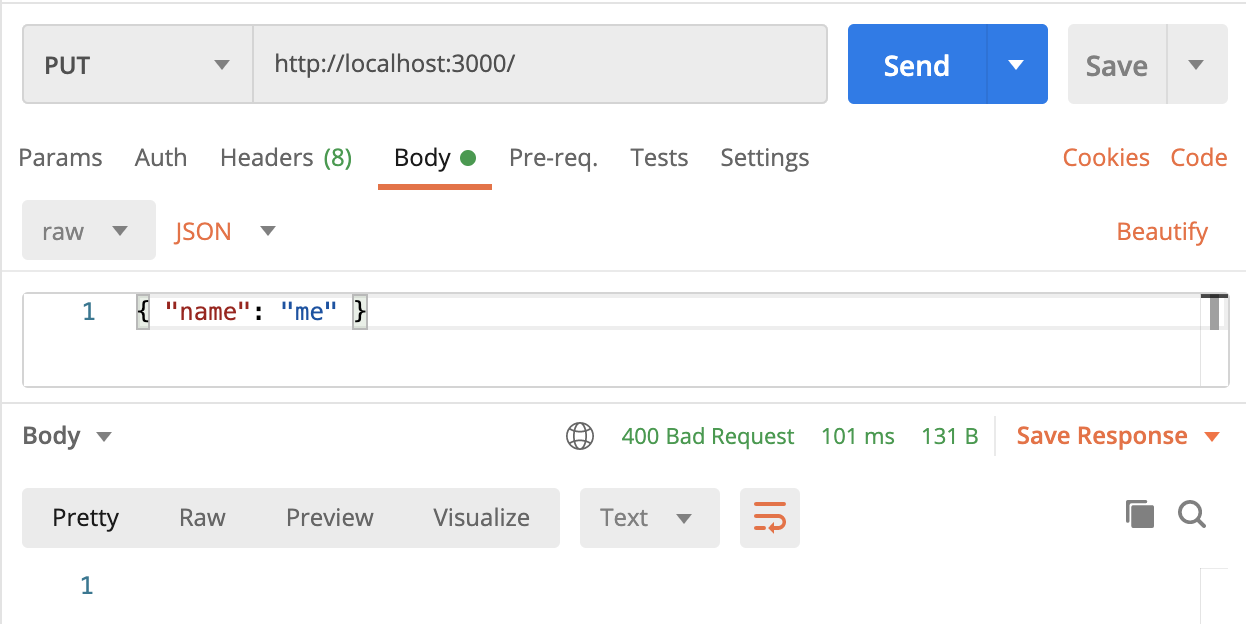 PUT http://localhost:3000/ Send Save
Params Auth Headers (8) Body Pre-req. Tests Settings Cookies Code
raw JSON Beautify
1 { "name": "me" }
Body 400 Bad Request 101 ms 131 B Save Response
Pretty Raw Preview Visualize Text
1